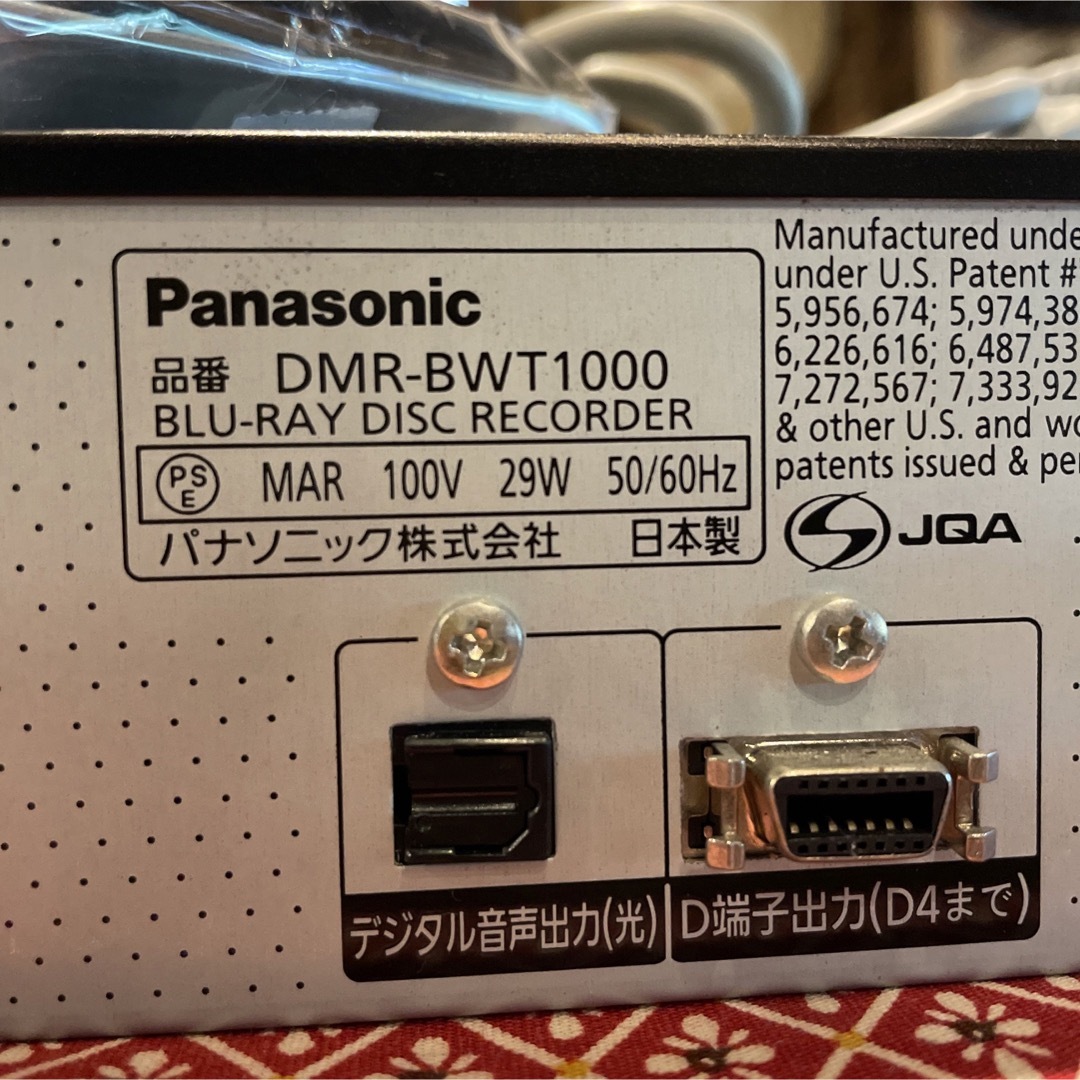 Panasonic
品番 DMR-BWT1000
BLU-RAY DISC RECORDER
PSE MAR 100V 29W 50/60Hz
パナソニック株式会社 日本製
Manufactured unde
under U.S. Patent #
5,956,674; 5,974,38
6,226,616; 6,487,53
7,272,567; 7,333,92
& other U.S. and wo
patents issued & pe
JQA
デジタル音声出力(光)
D端子出力(D4まで)